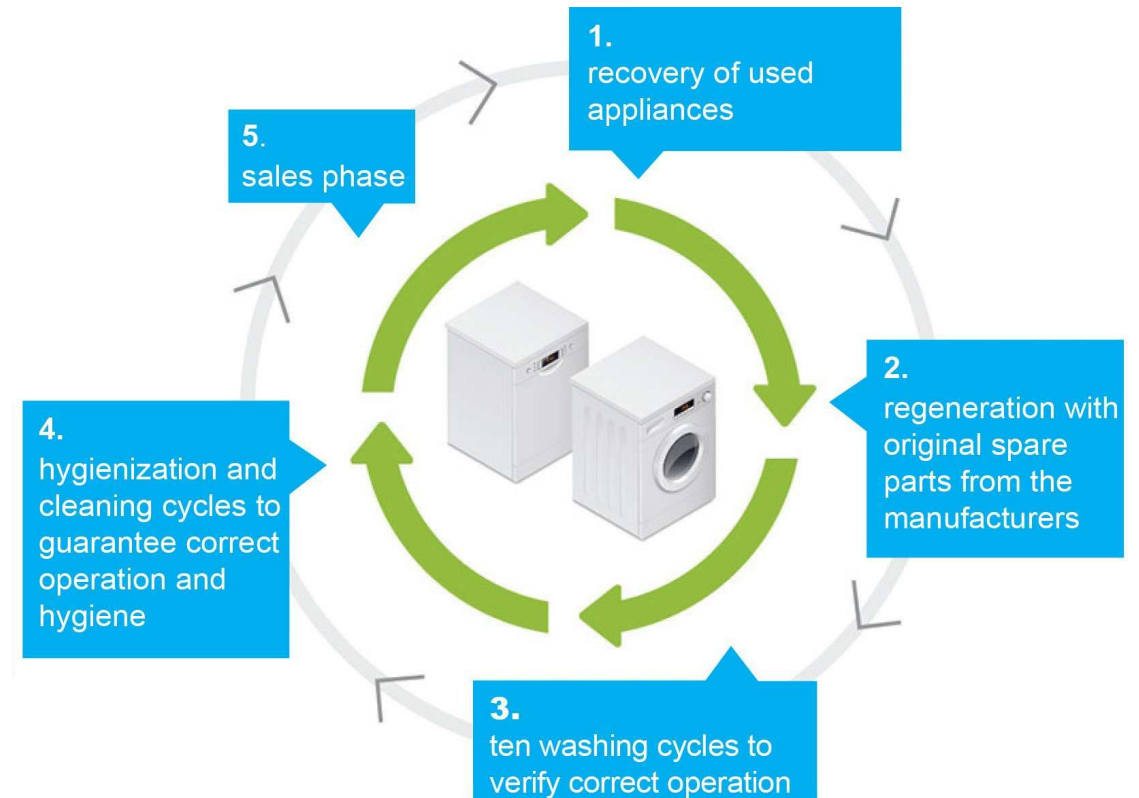 1.
recovery of used
appliances
2.
regeneration with
original spare
parts from the
manufacturers
3.
ten washing cycles to
verify correct operation
4.
hygienization and
cleaning cycles to
guarantee correct
operation and
hygiene
5.
sales phase